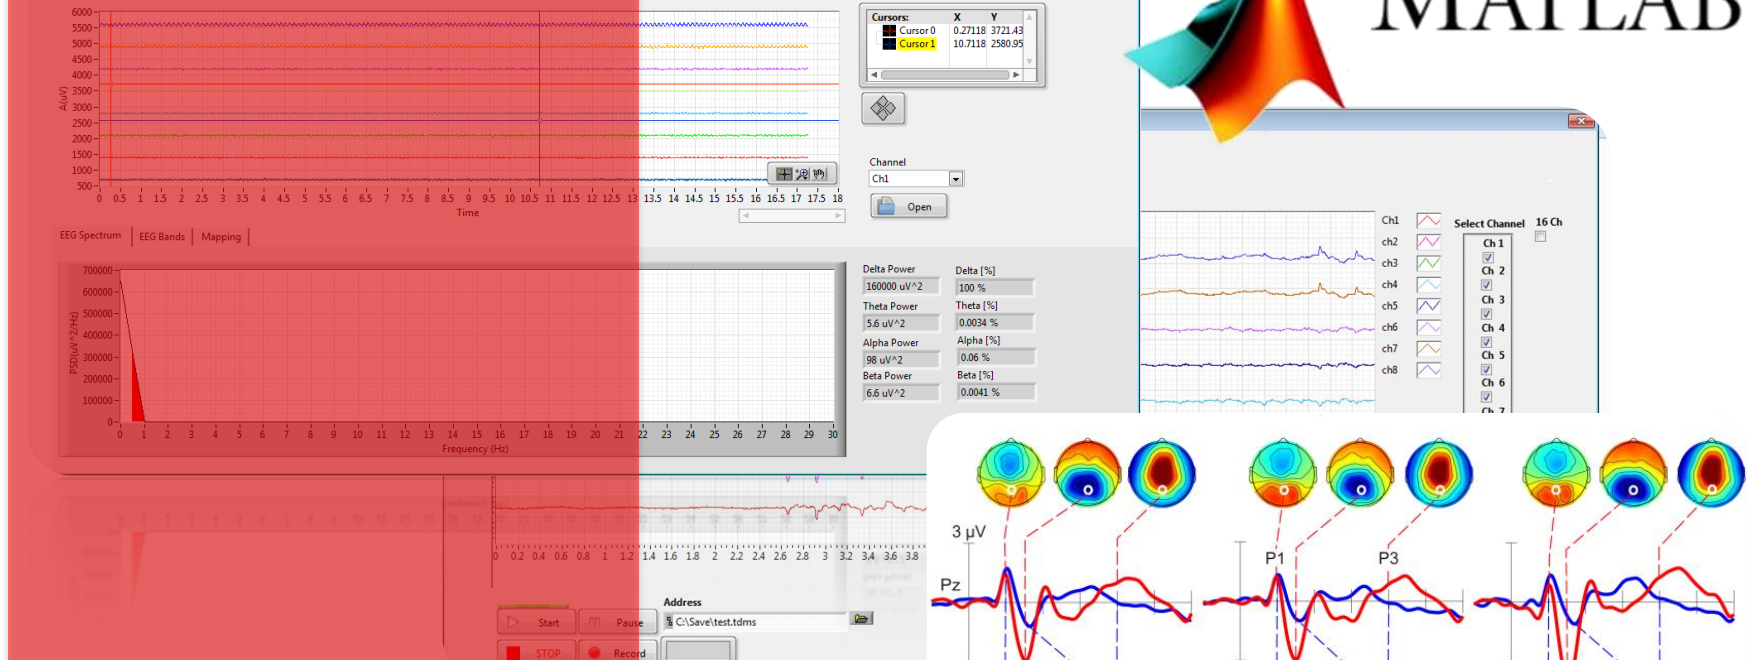 MATLAB
6000
5500
5000
4500
4000
3500
3000
2500
2000
1500
1000
500
A(uV)
0 0.5 1 1.5 2 2.5 3 3.5 4 4.5 5 5.5 6 6.5 7 7.5 8 8.5 9 9.5 10 10.5 11 11.5 12 12.5 13 13.5 14 14.5 15 15.5 16 16.5 17 17.5 18
Time
Cursors: X Y
Cursor 0 0.27118 3721.43
Cursor 1 10.7118 2580.95
Channel
Ch1
Open
EEG Spectrum EEG Bands Mapping
700000
600000
500000
400000
300000
200000
100000
0
PSD(uV^2/Hz)
0 1 2 3 4 5 6 7 8 9 10 11 12 13 14 15 16 17 18 19 20 21 22 23 24 25 26 27 28 29 30
Frequency (Hz)
Delta Power Delta [%]
160000 uV^2 100 %
Theta Power Theta [%]
5.6 uV^2 0.0034 %
Alpha Power Alpha [%]
98 uV^2 0.06 %
Beta Power Beta [%]
6.6 uV^2 0.0041 %
Ch1
ch2
ch3
ch4
ch5
ch6
ch7
ch8
Select Channel 16 Ch
Ch 1
Ch 2
Ch 3
Ch 4
Ch 5
Ch 6
Ch 7
0 0.2 0.4 0.6 0.8 1 1.2 1.4 1.6 1.8 2 2.2 2.4 2.6 2.8 3 3.2 3.4 3.6 3.8
Address
Start Pause C:\Save\test.tdms
STOP Record
3 µV
Pz
P1 P3